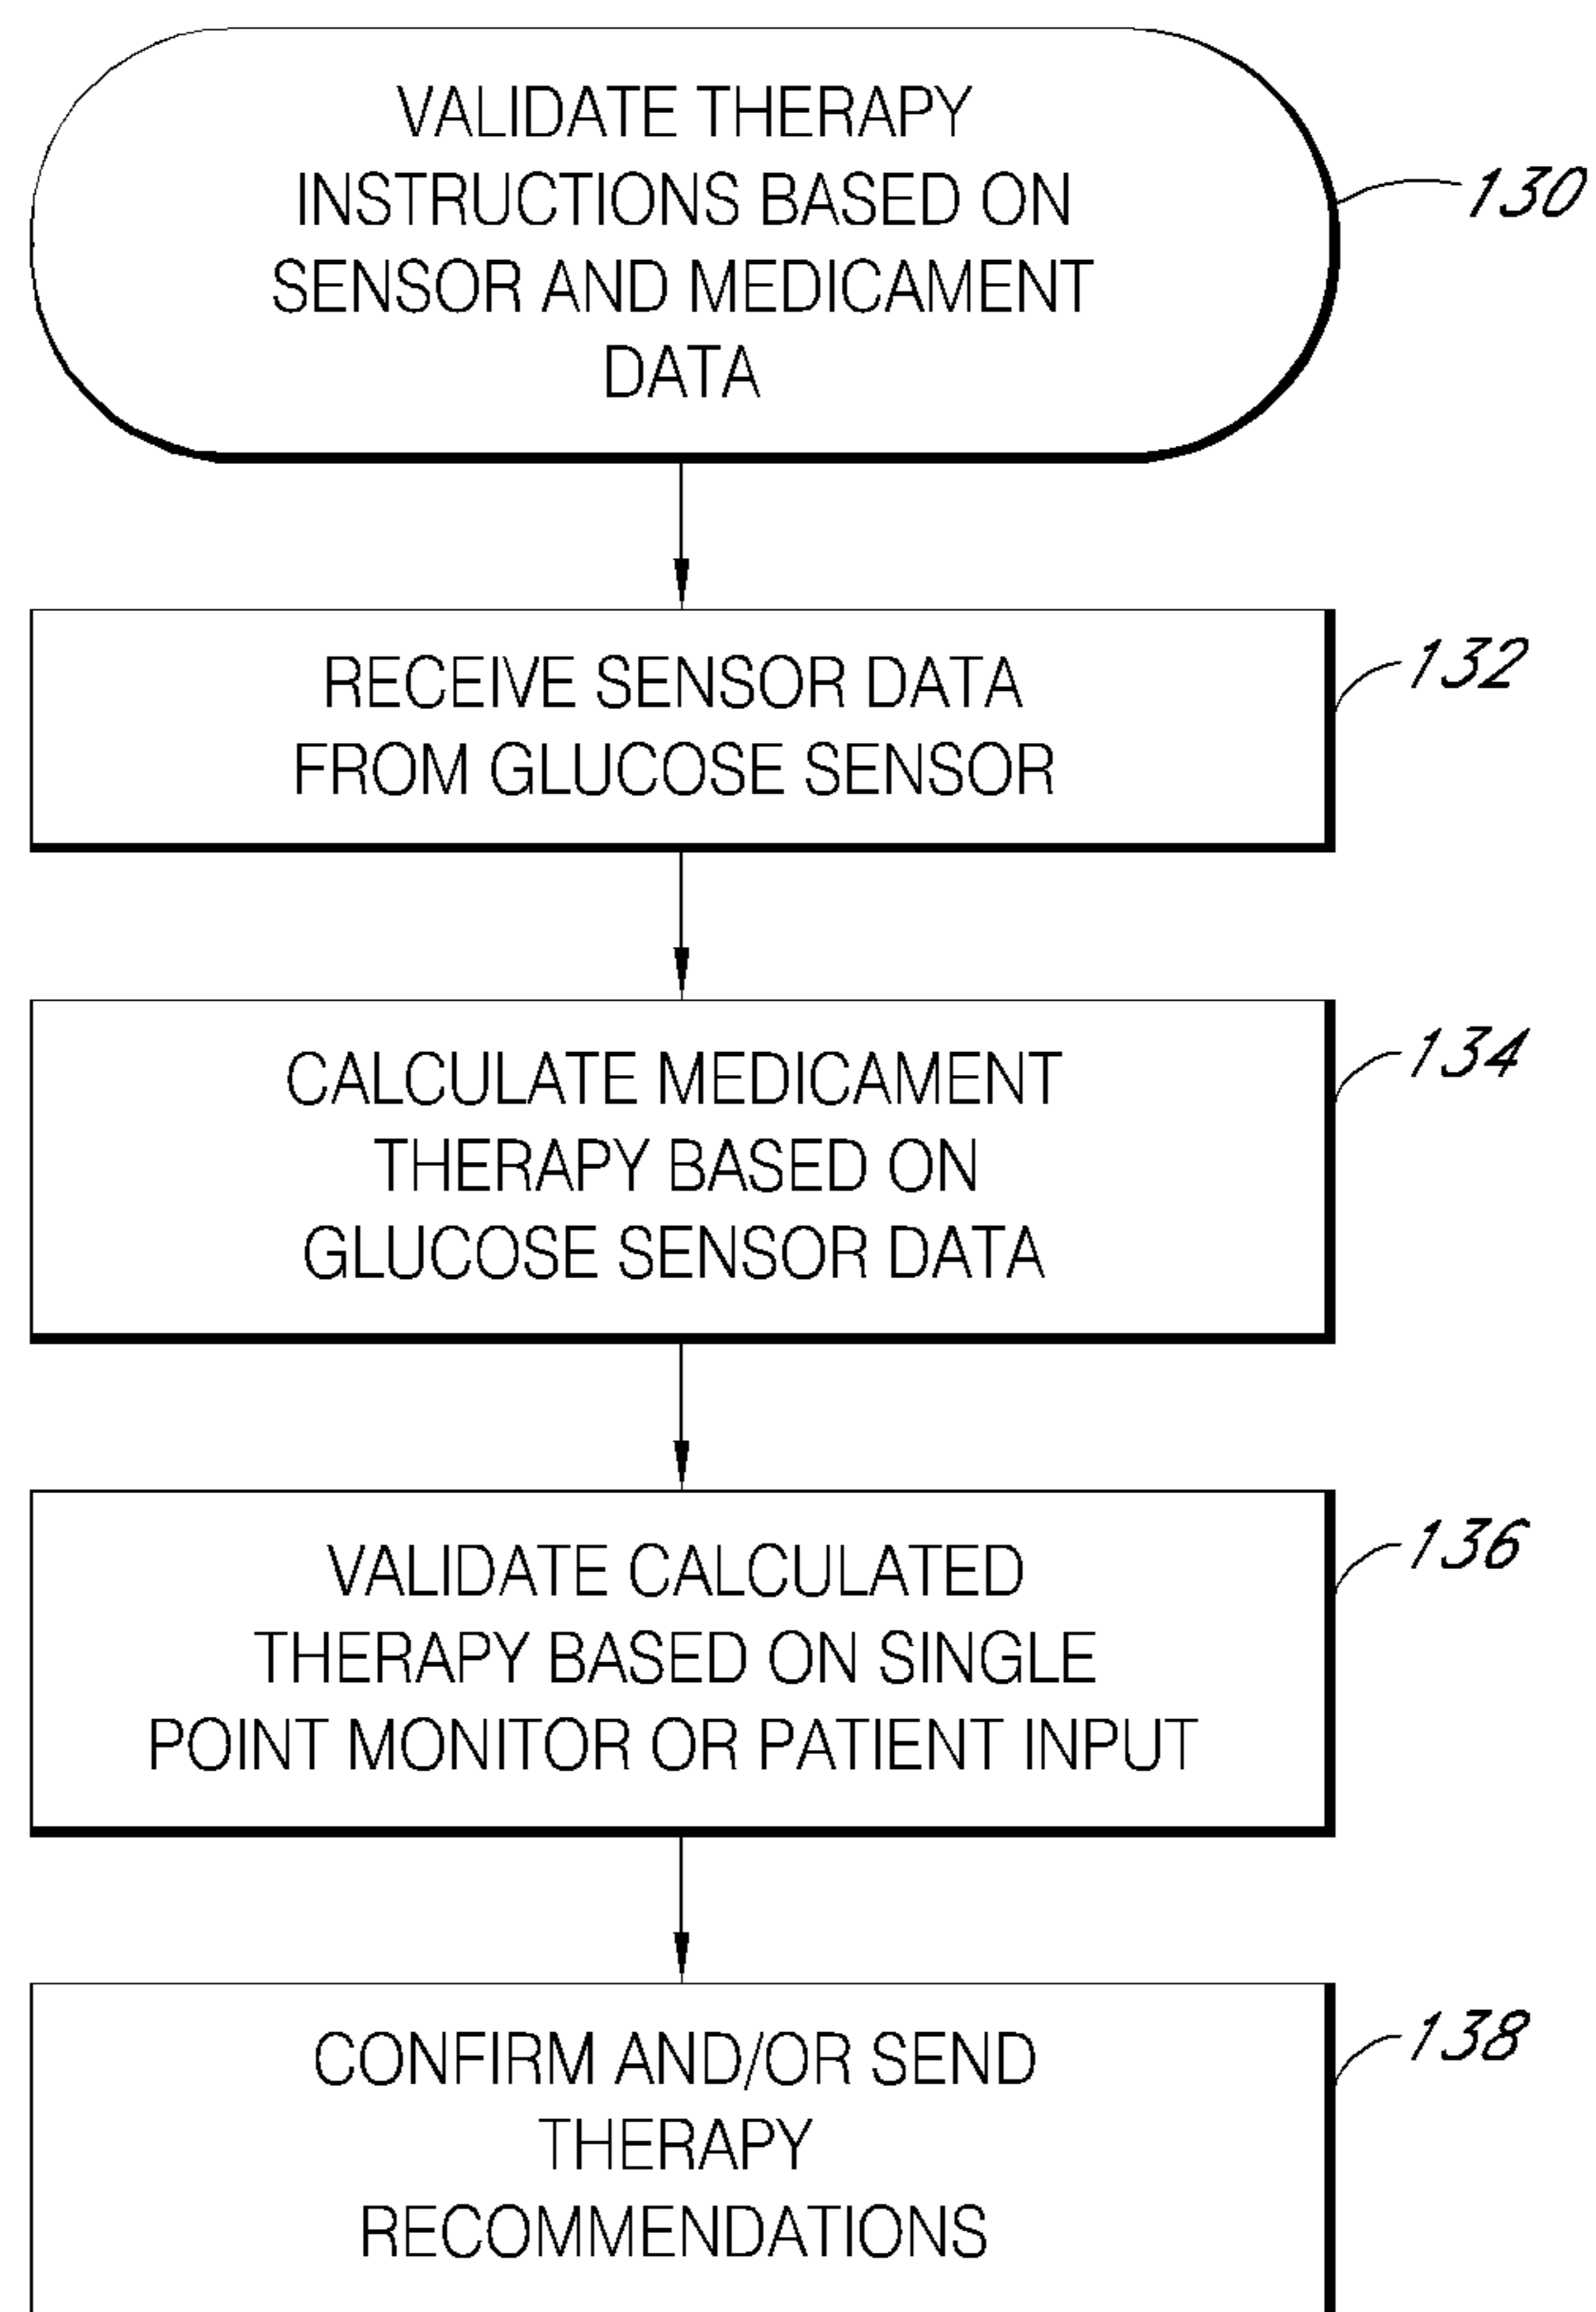 VALIDATE THERAPY
INSTRUCTIONS BASED ON
SENSOR AND MEDICAMENT
DATA
130
RECEIVE SENSOR DATA
FROM GLUCOSE SENSOR
132
CALCULATE MEDICAMENT
THERAPY BASED ON
GLUCOSE SENSOR DATA
134
VALIDATE CALCULATED
THERAPY BASED ON SINGLE
POINT MONITOR OR PATIENT INPUT
136
CONFIRM AND/OR SEND
THERAPY
RECOMMENDATIONS
138